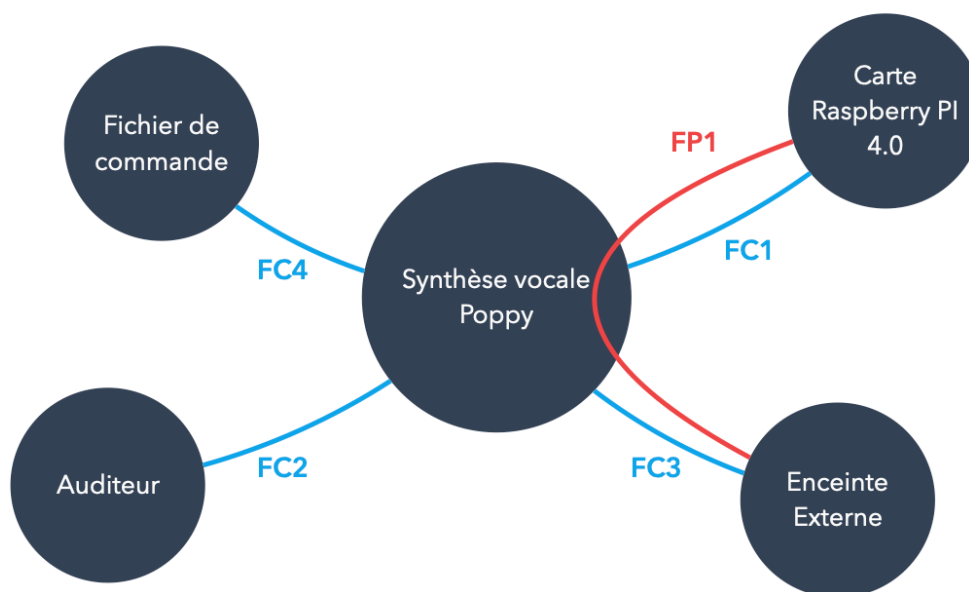 Fichier de
commande
Carte
Raspberry PI
4.0
FP1
FC4
FC1
Synthèse vocale
Poppy
Auditeur
FC2
FC3
Enceinte
Externe